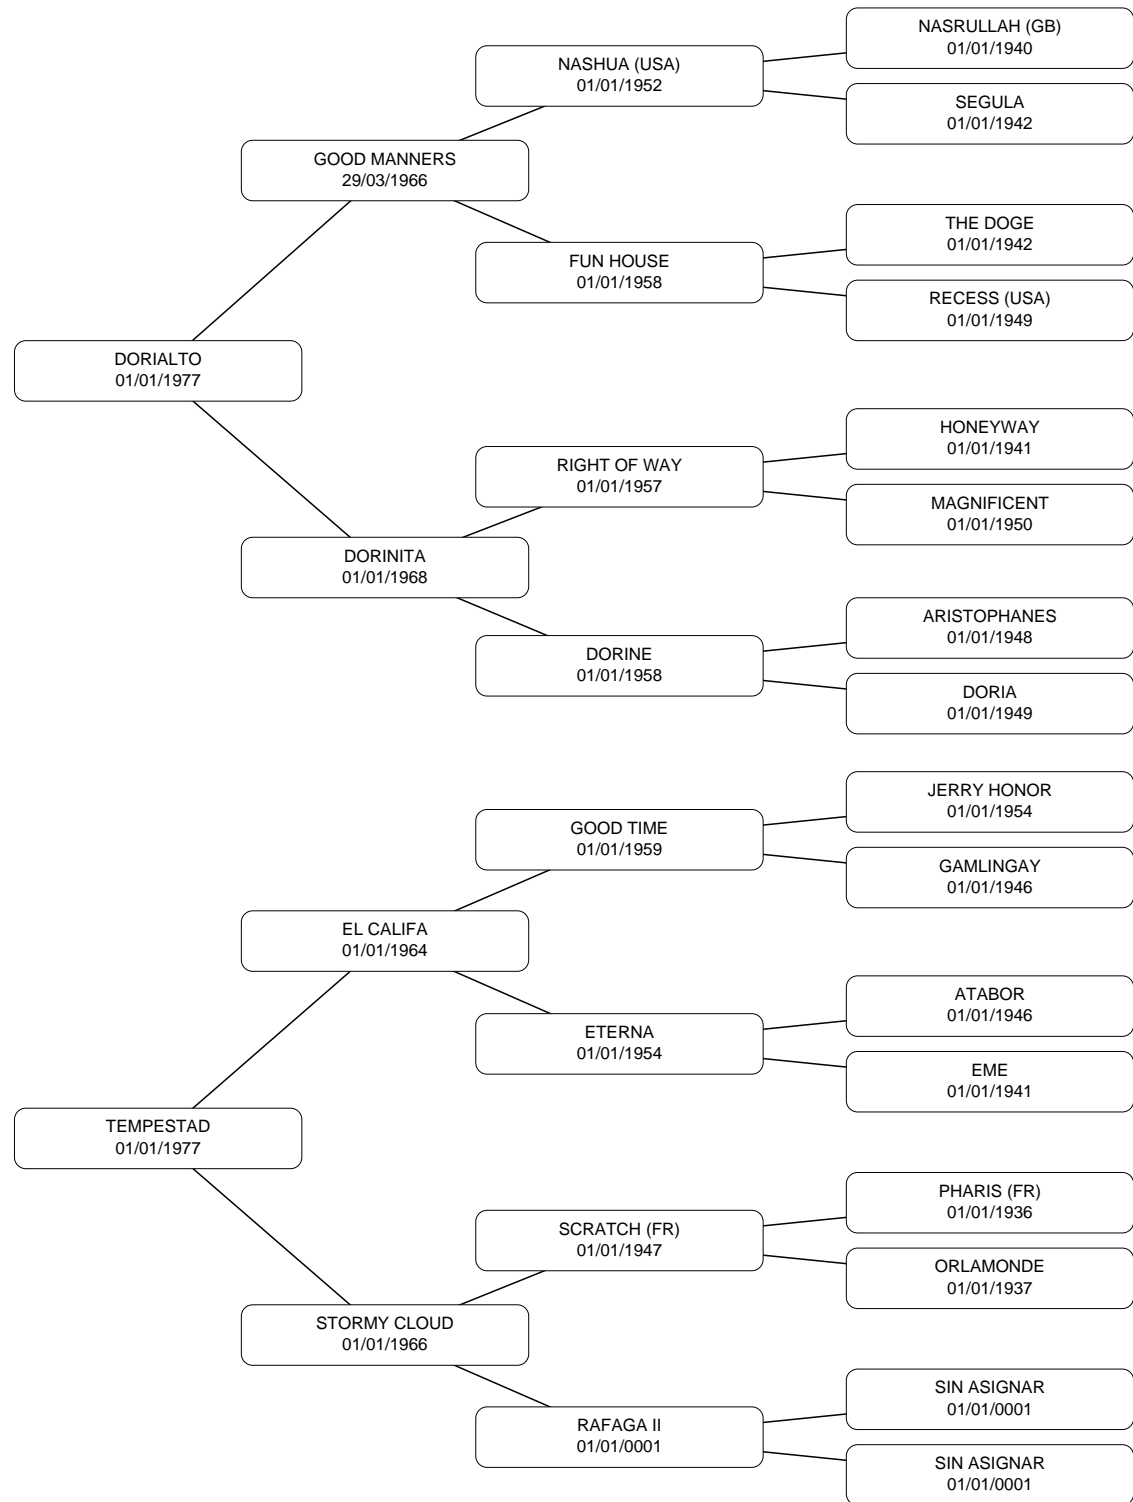 NASRULLAH (GB)
01/01/1940
NASHUA (USA)
01/01/1952
SEGULA
01/01/1942
GOOD MANNERS
29/03/1966
THE DOGE
01/01/1942
FUN HOUSE
01/01/1958
RECESS (USA)
01/01/1949
DORIALTO
01/01/1977
HONEYWAY
01/01/1941
RIGHT OF WAY
01/01/1957
MAGNIFICENT
01/01/1950
DORINITA
01/01/1968
ARISTOPHANES
01/01/1948
DORINE
01/01/1958
DORIA
01/01/1949
JERRY HONOR
01/01/1954
GOOD TIME
01/01/1959
GAMLINGAY
01/01/1946
EL CALIFA
01/01/1964
ATABOR
01/01/1946
ETERNA
01/01/1954
EME
01/01/1941
TEMPESTAD
01/01/1977
PHARIS (FR)
01/01/1936
SCRATCH (FR)
01/01/1947
ORLAMONDE
01/01/1937
STORMY CLOUD
01/01/1966
SIN ASIGNAR
01/01/0001
RAFAGA II
01/01/0001
SIN ASIGNAR
01/01/0001